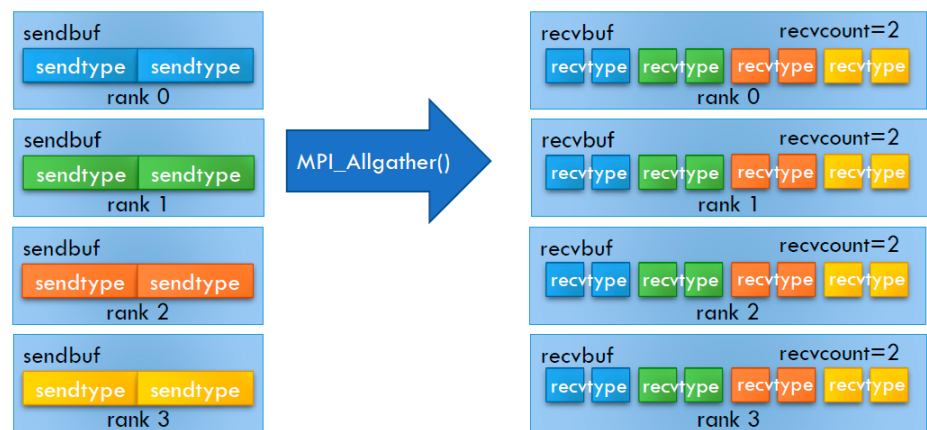 sendbuf
sendtype sendtype
rank 0
sendbuf
sendtype sendtype
rank 1
sendbuf
sendtype sendtype
rank 2
sendbuf
sendtype sendtype
rank 3
MPI_Allgather()
recvbuf recvcount=2
recvtype recvtype recvtype recvtype
rank 0
recvbuf recvcount=2
recvtype recvtype recvtype recvtype
rank 1
recvbuf recvcount=2
recvtype recvtype recvtype recvtype
rank 2
recvbuf recvcount=2
recvtype recvtype recvtype recvtype
rank 3